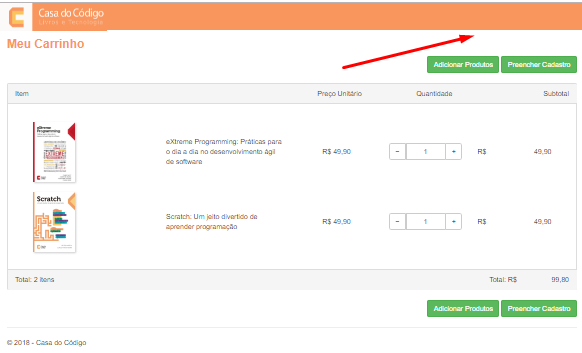 Casa do Código
Livros e Tecnologia
Meu Carrinho
Adicionar Produtos Preencher Cadastro
Item Preço Unitário Quantidade Subtotal
eXtreme
Programming
eXtreme Programming: Práticas para
o dia a dia no desenvolvimento ágil
de software
R$ 49,90 - 1 + R$ 49,90
Scratch
Scratch: Um jeito divertido de
aprender programação
R$ 49,90 - 1 + R$ 49,90
Total: 2 itens Total: R$ 99,80
Adicionar Produtos Preencher Cadastro
© 2018 - Casa do Código